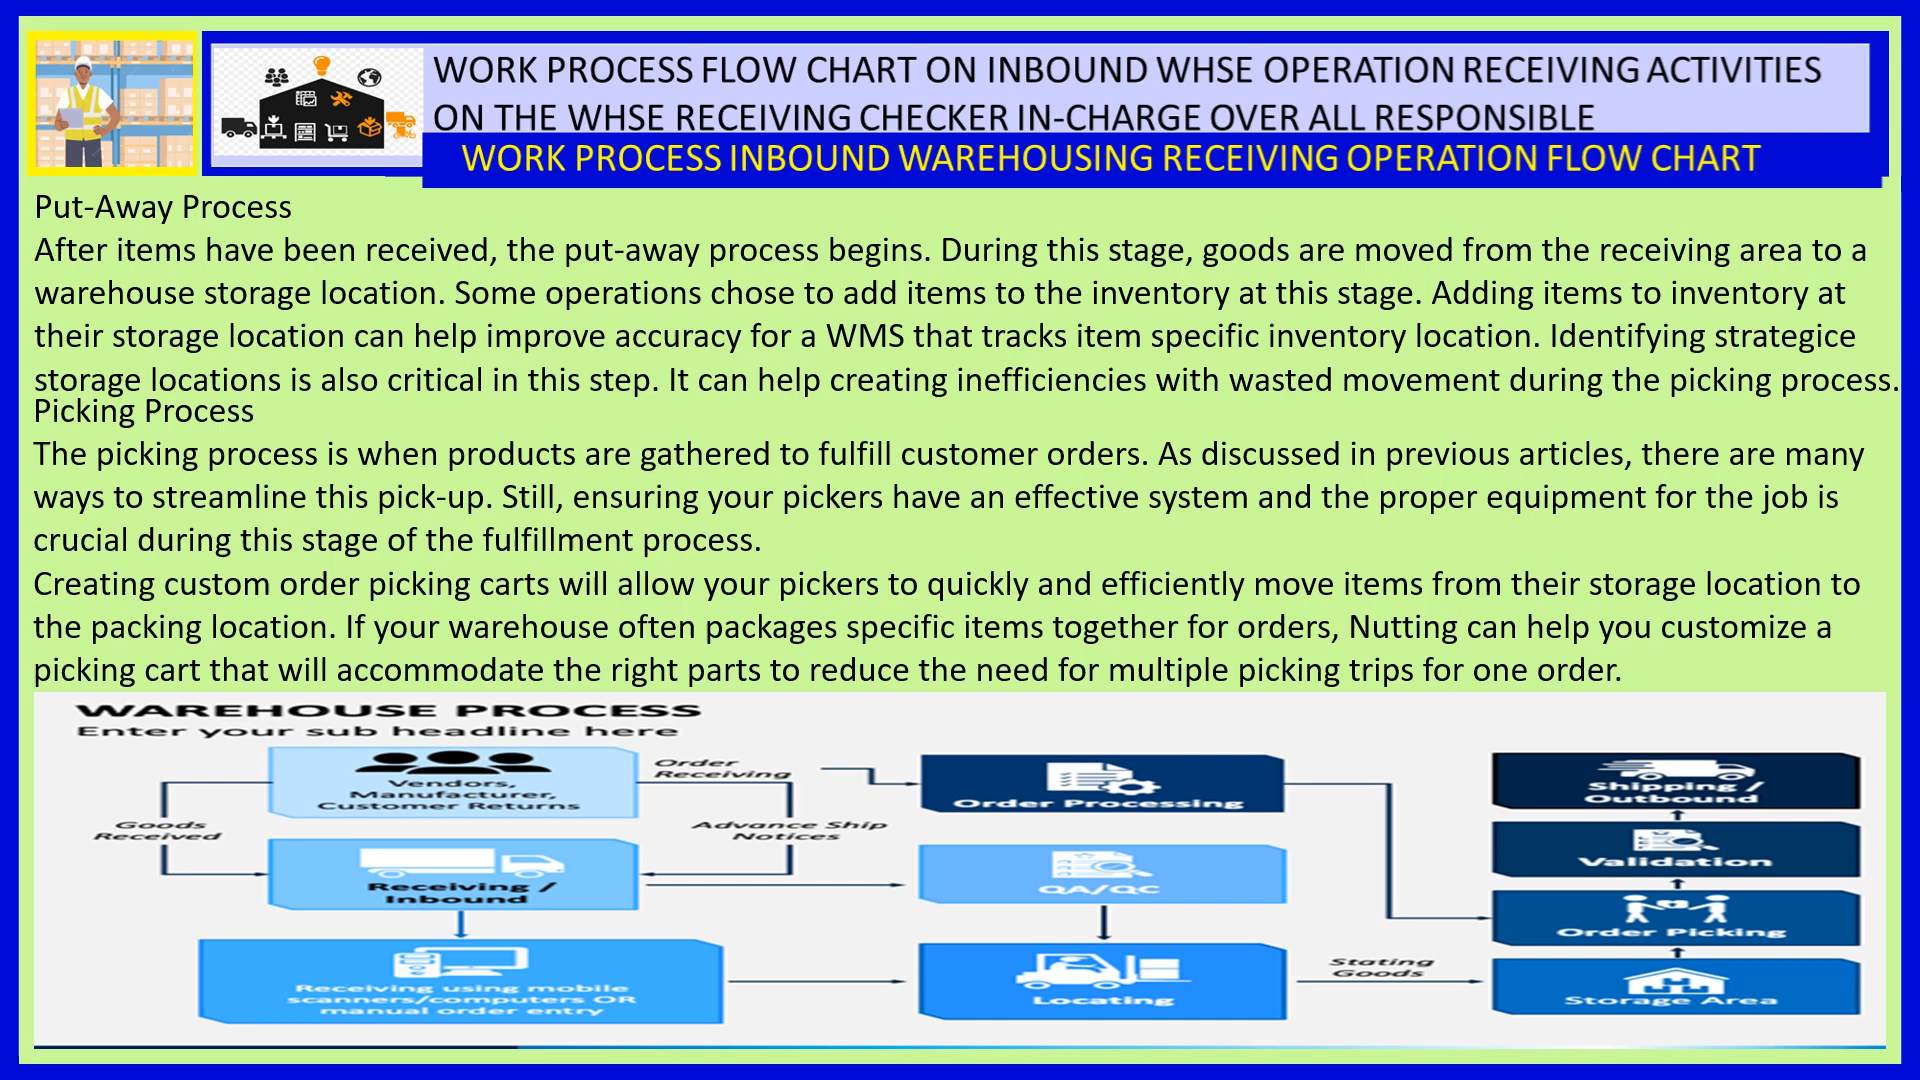 WORK PROCESS FLOW CHART ON INBOUND WHSE OPERATION RECEIVING ACTIVITIES
ON THE WHSE RECEIVING CHECKER IN-CHARGE OVER ALL RESPONSIBLE
WORK PROCESS INBOUND WAREHOUSING RECEIVING OPERATION FLOW CHART
Put-Away Process
After items have been received, the put-away process begins. During this stage, goods are moved from the receiving area to a
warehouse storage location. Some operations chose to add items to the inventory at this stage. Adding items to inventory at
their storage location can help improve accuracy for a WMS that tracks item specific inventory location. Identifying strategice
storage locations is also critical in this step. It can help creating inefficiencies with wasted movement during the picking process.
Picking Process
The picking process is when products are gathered to fulfill customer orders. As discussed in previous articles, there are many
ways to streamline this pick-up. Still, ensuring your pickers have an effective system and the proper equipment for the job is
crucial during this stage of the fulfillment process.
Creating custom order picking carts will allow your pickers to quickly and efficiently move items from their storage location to
the packing location. If your warehouse often packages specific items together for orders, Nutting can help you customize a
picking cart that will accommodate the right parts to reduce the need for multiple picking trips for one order.
WAREHOUSE PROCESS
Enter your sub headline here
Vendors,
Manufacturer,
Customer Returns
Order
Receiving
Order Processing
Shipping /
Outbound
Goods
Received
Advance Ship
Notices
Validation
Receiving /
Inbound
QA/QC
Order Picking
Receiving using mobile
scanners/computers OR
manual order entry
Locating
Stating
Goods
Storage Area